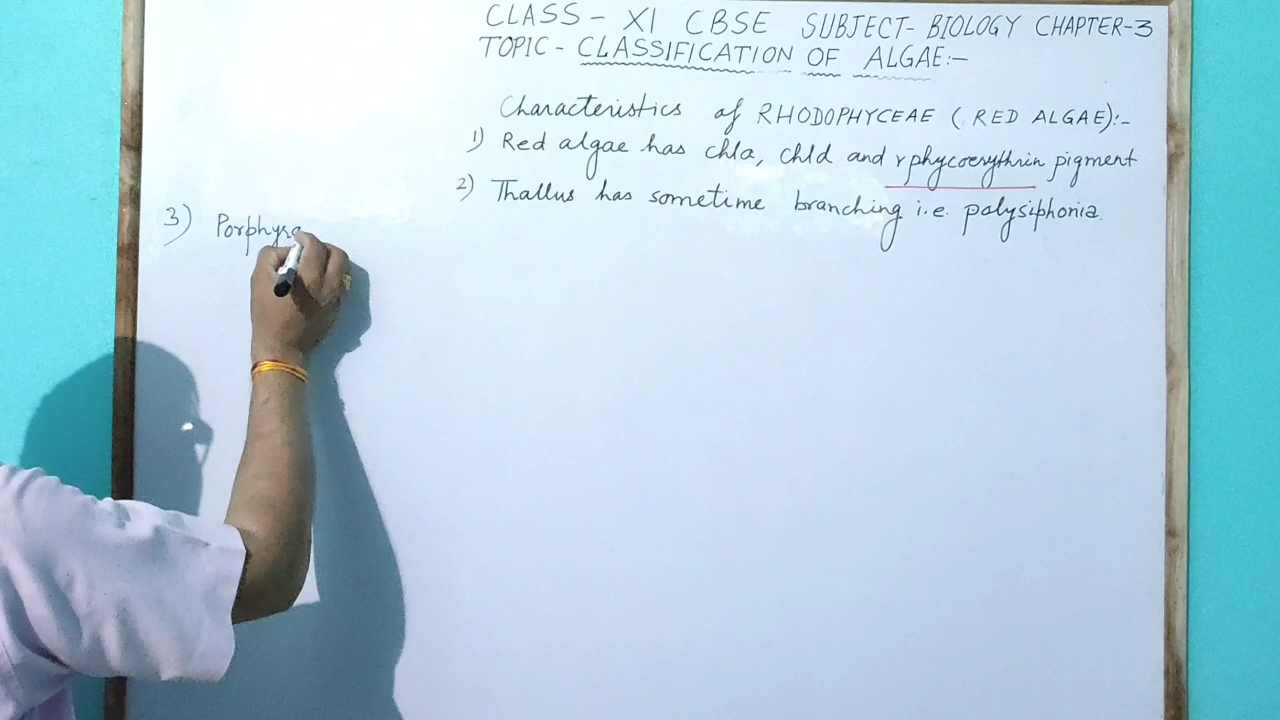 CLASS - XI CBSE SUBJECT- BIOLOGY CHAPTER-3
TOPIC - CLASSIFICATION OF ALGAE:-
Characteristics of RHODOPHYCEAE ( RED ALGAE):-
1) Red algae has chla, chld and r phycoerythrin pigment
2) Thallus has sometime branching i.e. polysiphonia.
3) Porphyra